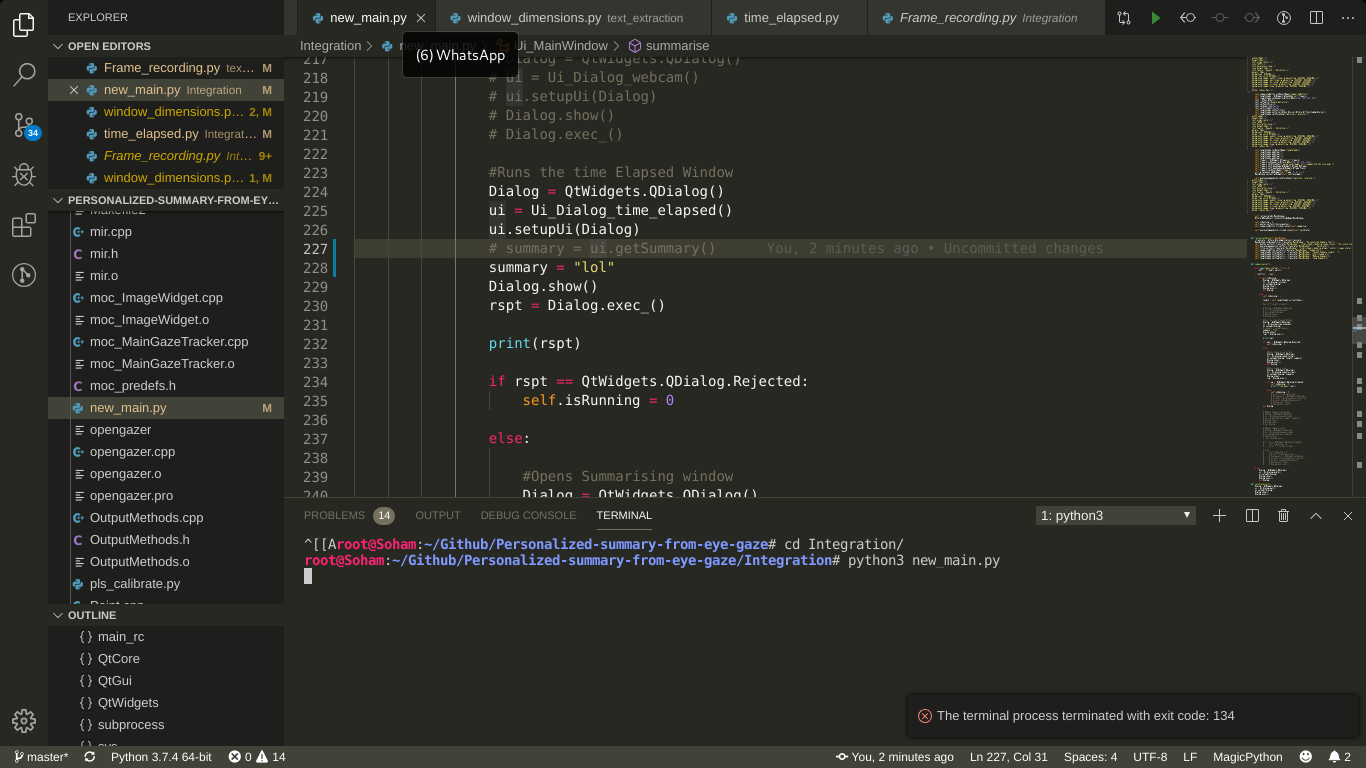 EXPLORER
OPEN EDITORS
Frame_recording.py tex... M
new_main.py Integration M
window_dimensions.p... 2, M
time_elapsed.py Integrat... M
Frame_recording.py Int... 9+
window_dimensions.p... 1, M
PERSONALIZED-SUMMARY-FROM-EY...
mir.cpp
mir.h
mir.o
moc_ImageWidget.cpp
moc_ImageWidget.o
moc_MainGazeTracker.cpp
moc_MainGazeTracker.o
moc_predefs.h
new_main.py M
opengazer
opengazer.cpp
opengazer.o
opengazer.pro
OutputMethods.cpp
OutputMethods.h
OutputMethods.o
pls_calibrate.py
OUTLINE
{ } main_rc
{ } QtCore
{ } QtGui
{ } QtWidgets
{ } subprocess
34
new_main.py
window_dimensions.py text_extraction
time_elapsed.py
Frame_recording.py Integration
Integration > new_main.py > Ui_MainWindow > summarise
(6) WhatsApp
217 # Dialog = QtWidgets.QDialog()
218 # ui = Ui_Dialog_webcam()
219 # ui.setupUi(Dialog)
220 # Dialog.show()
221 # Dialog.exec_()
222
223 #Runs the time Elapsed Window
224 Dialog = QtWidgets.QDialog()
225 ui = Ui_Dialog_time_elapsed()
226 ui.setupUi(Dialog)
227 # summary = ui.getSummary() You, 2 minutes ago • Uncommitted changes
228 summary = "lol"
229 Dialog.show()
230 rspt = Dialog.exec_()
231
232 print(rspt)
233
234 if rspt == QtWidgets.QDialog.Rejected:
235 self.isRunning = 0
236
237 else:
238
239 #Opens Summarising window
240 Dialog = QtWidgets.QDialog()
PROBLEMS 14 OUTPUT DEBUG CONSOLE TERMINAL
1: python3
^[[Aroot@Soham:~/Github/Personalized-summary-from-eye-gaze# cd Integration/
root@Soham:~/Github/Personalized-summary-from-eye-gaze/Integration# python3 new_main.py
The terminal process terminated with exit code: 134
master* Python 3.7.4 64-bit 0 14 You, 2 minutes ago Ln 227, Col 31 Spaces: 4 UTF-8 LF MagicPython 2